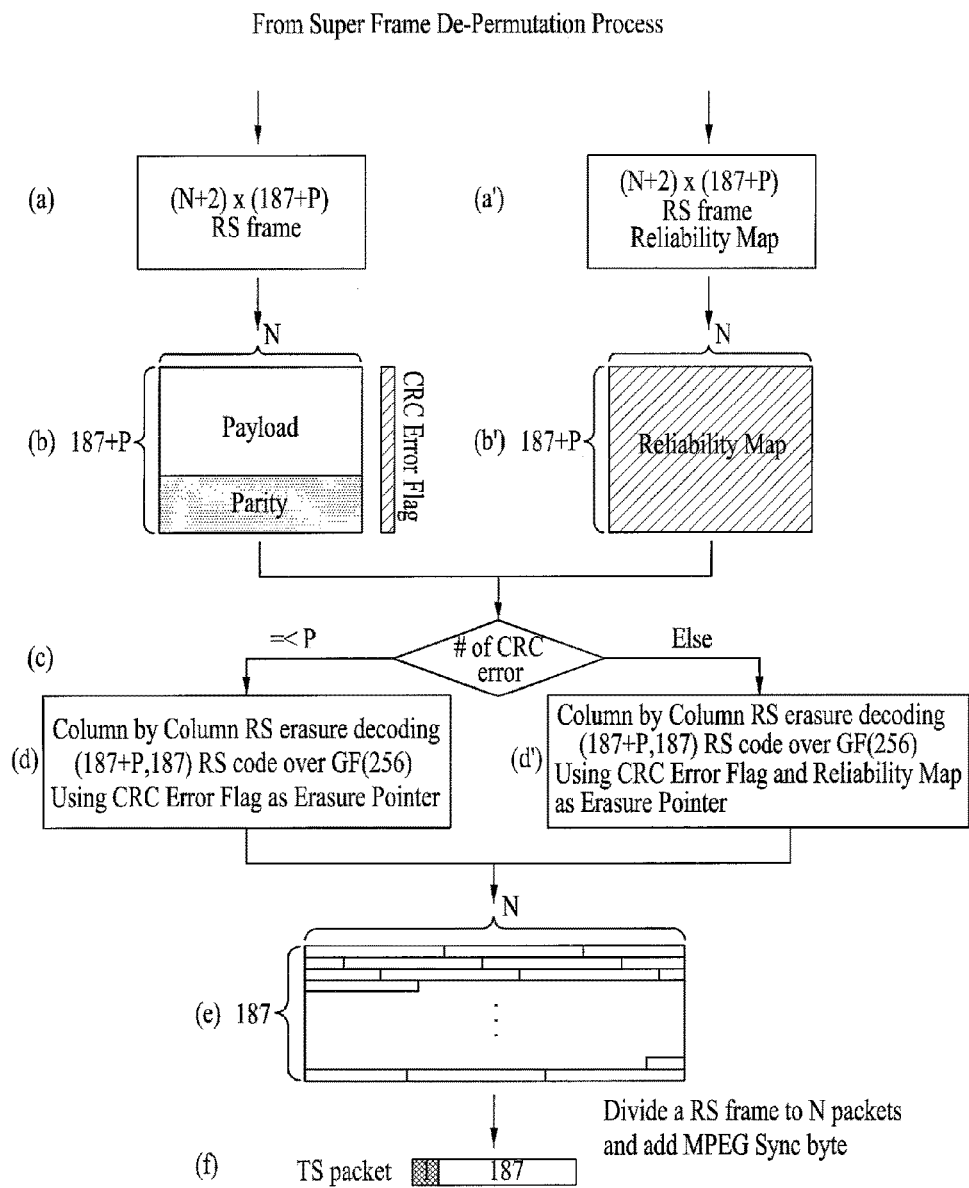 From Super Frame De-Permutation Process
(a)
(N+2) x (187+P)
RS frame
(a')
(N+2) x (187+P)
RS frame
Reliability Map
N
N
(b) 187+P
Payload
Parity
CRC Error Flag
(b') 187+P
Reliability Map
(c)
=< P
# of CRC
error
Else
(d)
Column by Column RS erasure decoding
(187+P,187) RS code over GF(256)
Using CRC Error Flag as Erasure Pointer
(d')
Column by Column RS erasure decoding
(187+P,187) RS code over GF(256)
Using CRC Error Flag and Reliability Map
as Erasure Pointer
N
(e) 187
Divide a RS frame to N packets
and add MPEG Sync byte
(f)
TS packet
1
187